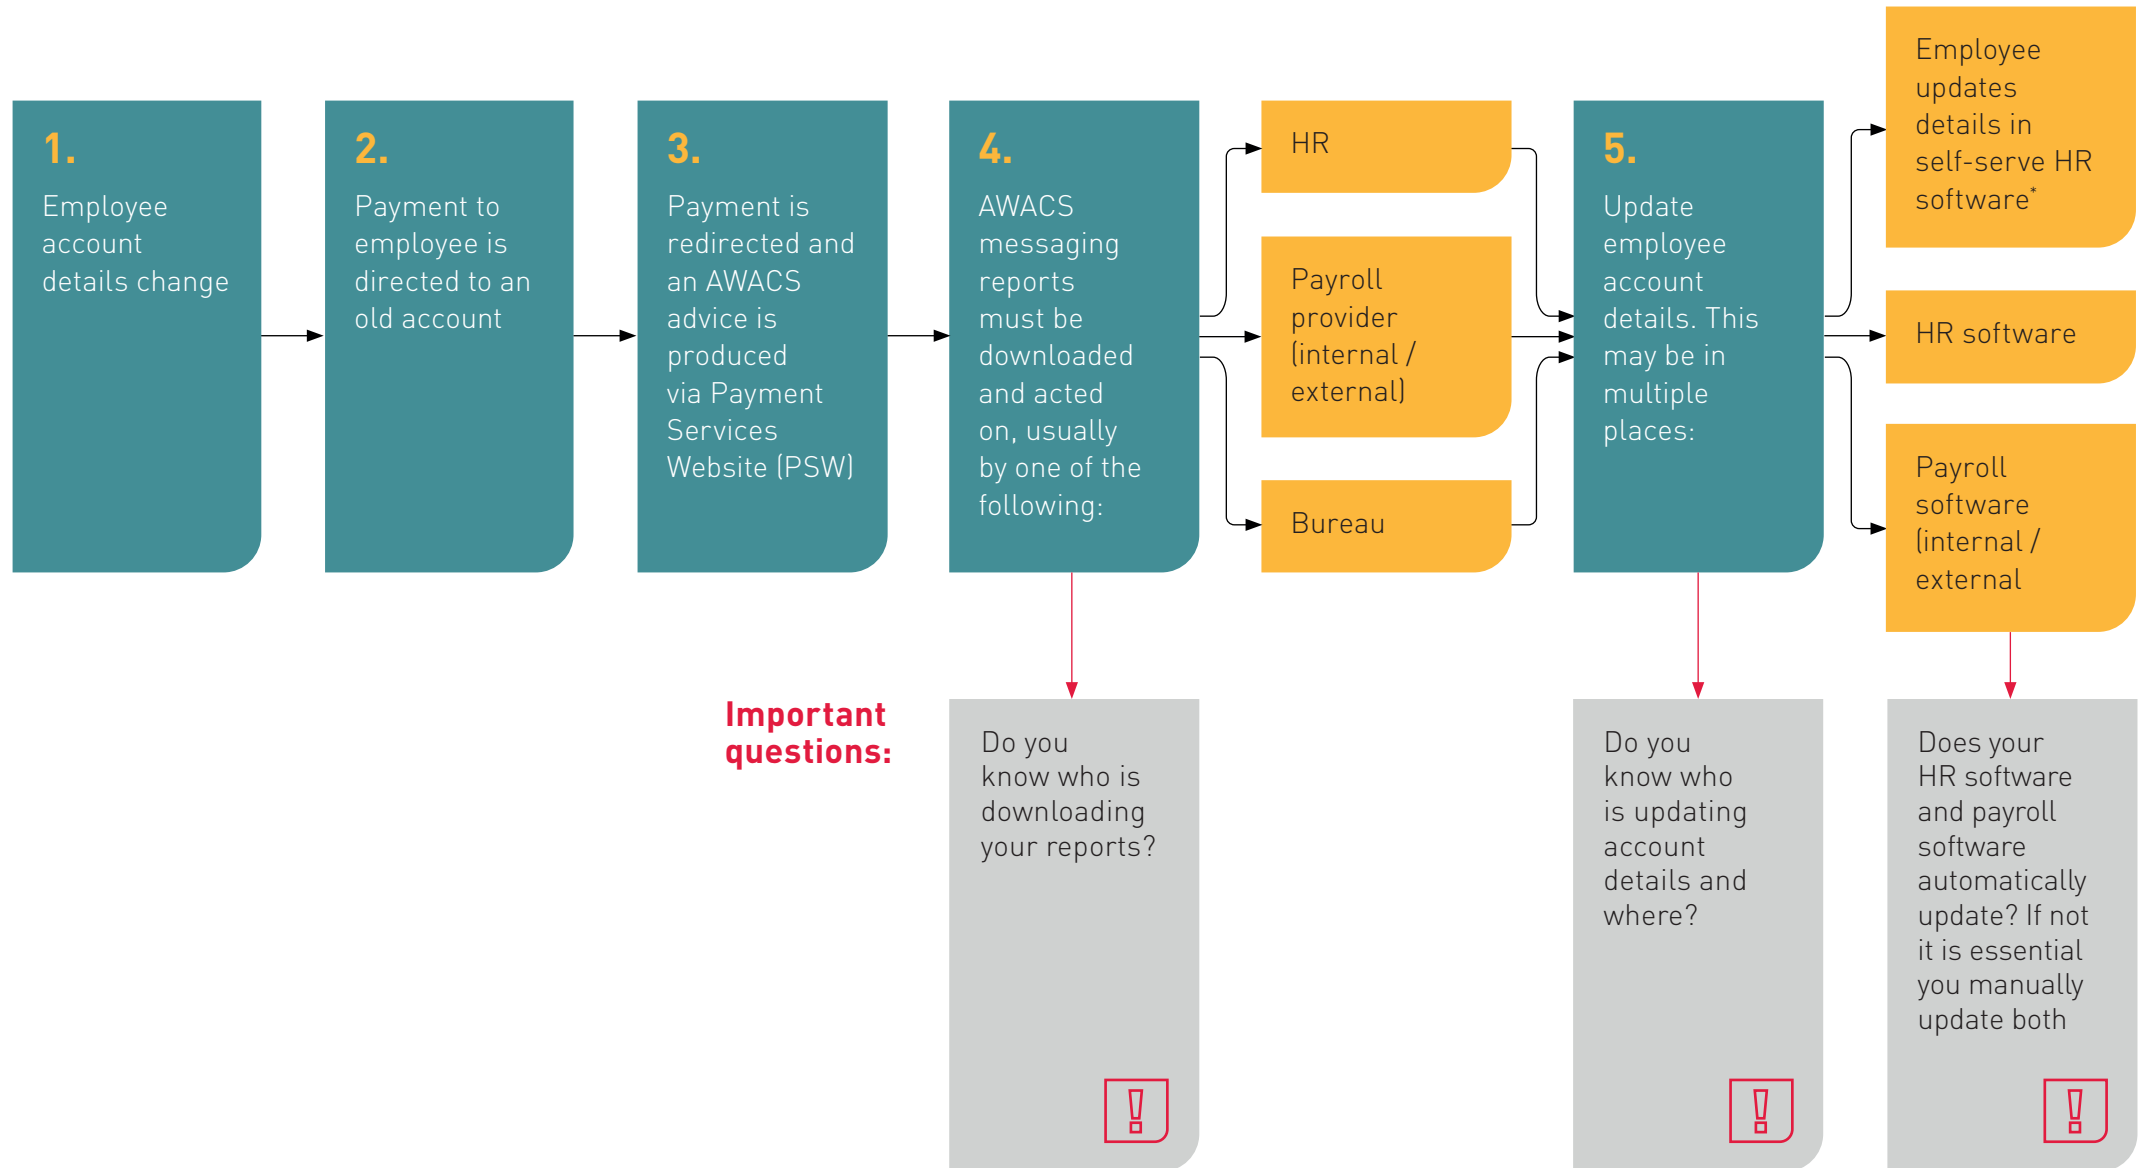 1.
Employee
account
details change
2.
Payment to
employee is
directed to an
old account
3.
Payment is
redirected and
an AWACS
advice is
produced
via Payment
Services
Website (PSW)
4.
AWACS
messaging
reports
must be
downloaded
and acted
on, usually
by one of the
following:
HR
Payroll
provider
(internal /
external)
Bureau
5.
Update
employee
account
details. This
may be in
multiple
places:
Employee
updates
details in
self-serve HR
software*
HR software
Payroll
software
(internal /
external
Important
questions:
Do you
know who is
downloading
your reports?
!
Do you
know who
is updating
account
details and
where?
!
Does your
HR software
and payroll
software
automatically
update? If not
it is essential
you manually
update both
!